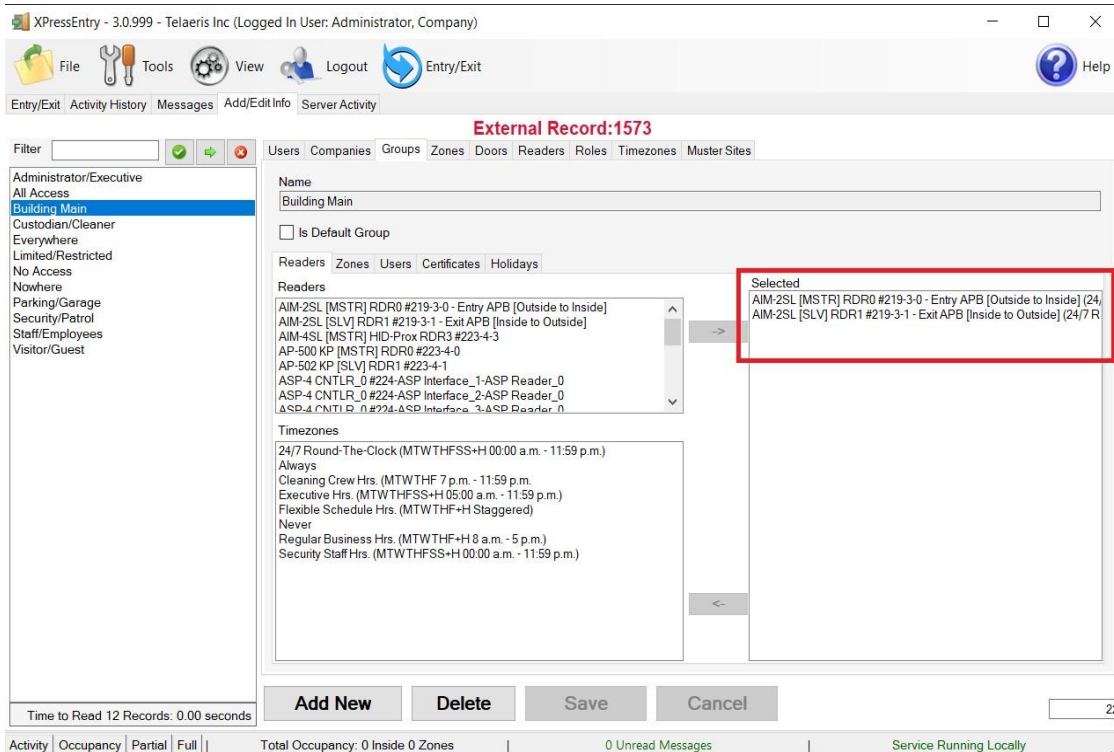 XPressEntry - 3.0.999 - Telaeris Inc (Logged In User: Administrator, Company)
File Tools View Logout Entry/Exit Help
Entry/Exit Activity History Messages Add/Edit Info Server Activity
External Record:1573
Filter
Users Companies Groups Zones Doors Readers Roles Timezones Muster Sites
Administrator/Executive
All Access
Building Main
Custodian/Cleaner
Everywhere
Limited/Restricted
No Access
Nowhere
Parking/Garage
Security/Patrol
Staff/Employees
Visitor/Guest
Time to Read 12 Records: 0.00 seconds
Name
Building Main
Is Default Group
Readers Zones Users Certificates Holidays
Readers
AIM-2SL [MSTR] RDR0 #219-3-0 - Entry APB [Outside to Inside]
AIM-2SL [SLV] RDR1 #219-3-1 - Exit APB [Inside to Outside]
AIM-4SL [MSTR] HID-Prox RDR3 #223-4-3
AP-500 KP [MSTR] RDR0 #223-4-0
AP-502 KP [SLV] RDR1 #223-4-1
ASP-4 CNTLR_0 #224-ASP Interface_1-ASP Reader_0
ASP-4 CNTLR_0 #224-ASP Interface_2-ASP Reader_0
ASP-4 CNTLR_0 #224-ASP Interface_3-ASP Reader_0
->
Timezones
24/7 Round-The-Clock (MTWTHFSS+H 00:00 a.m. - 11:59 p.m.)
Always
Cleaning Crew Hrs. (MTWTHF 7 p.m. - 11:59 p.m.
Executive Hrs. (MTWTHFSS+H 05:00 a.m. - 11:59 p.m.)
Flexible Schedule Hrs. (MTWTHF+H Staggered)
Never
Regular Business Hrs. (MTWTHF+H 8 a.m. - 5 p.m.)
Security Staff Hrs. (MTWTHFSS+H 00:00 a.m. - 11:59 p.m.)
<-
Selected
AIM-2SL [MSTR] RDR0 #219-3-0 - Entry APB [Outside to Inside] (24/
AIM-2SL [SLV] RDR1 #219-3-1 - Exit APB [Inside to Outside] (24/7 R
Add New Delete Save Cancel
22
Activity Occupancy Partial Full | Total Occupancy: 0 Inside 0 Zones | 0 Unread Messages | Service Running Locally